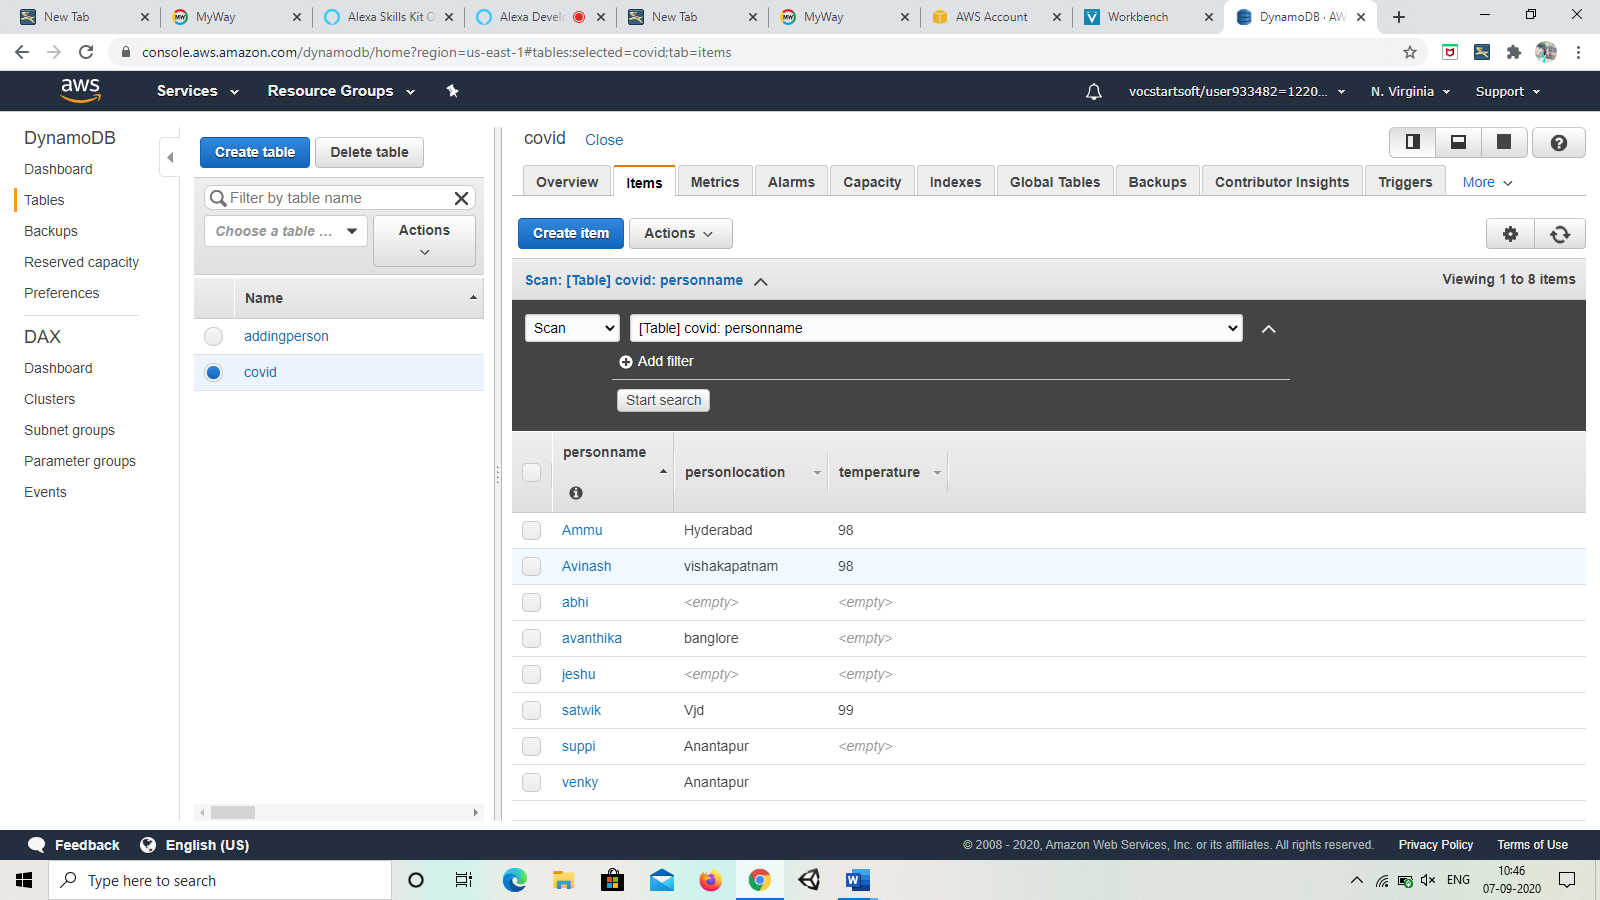 New Tab
MyWay
Alexa Skills Kit
Alexa Devel
New Tab
MyWay
AWS Account
Workbench
DynamoDB · AW
console.aws.amazon.com/dynamodb/home?region=us-east-1#tables:selected=covid;tab=items
aws
Services
Resource Groups
vocstartsoft/user933482=1220...
N. Virginia
Support
DynamoDB
Dashboard
Tables
Backups
Reserved capacity
Preferences
DAX
Dashboard
Clusters
Subnet groups
Parameter groups
Events
Create table
Delete table
Filter by table name
Choose a table ...
Actions
Name
addingperson
covid
covid
Close
Overview
Items
Metrics
Alarms
Capacity
Indexes
Global Tables
Backups
Contributor Insights
Triggers
More
Create item
Actions
Scan: [Table] covid: personname
Viewing 1 to 8 items
Scan
[Table] covid: personname
Add filter
Start search
personname personlocation temperature
Ammu Hyderabad 98
Avinash vishakapatnam 98
abhi <empty> <empty>
avanthika banglore <empty>
jeshu <empty> <empty>
satwik Vjd 99
suppi Anantapur <empty>
venky Anantapur
Feedback
English (US)
© 2008 - 2020, Amazon Web Services, Inc. or its affiliates. All rights reserved.
Privacy Policy
Terms of Use
Type here to search
ENG
10:46
07-09-2020